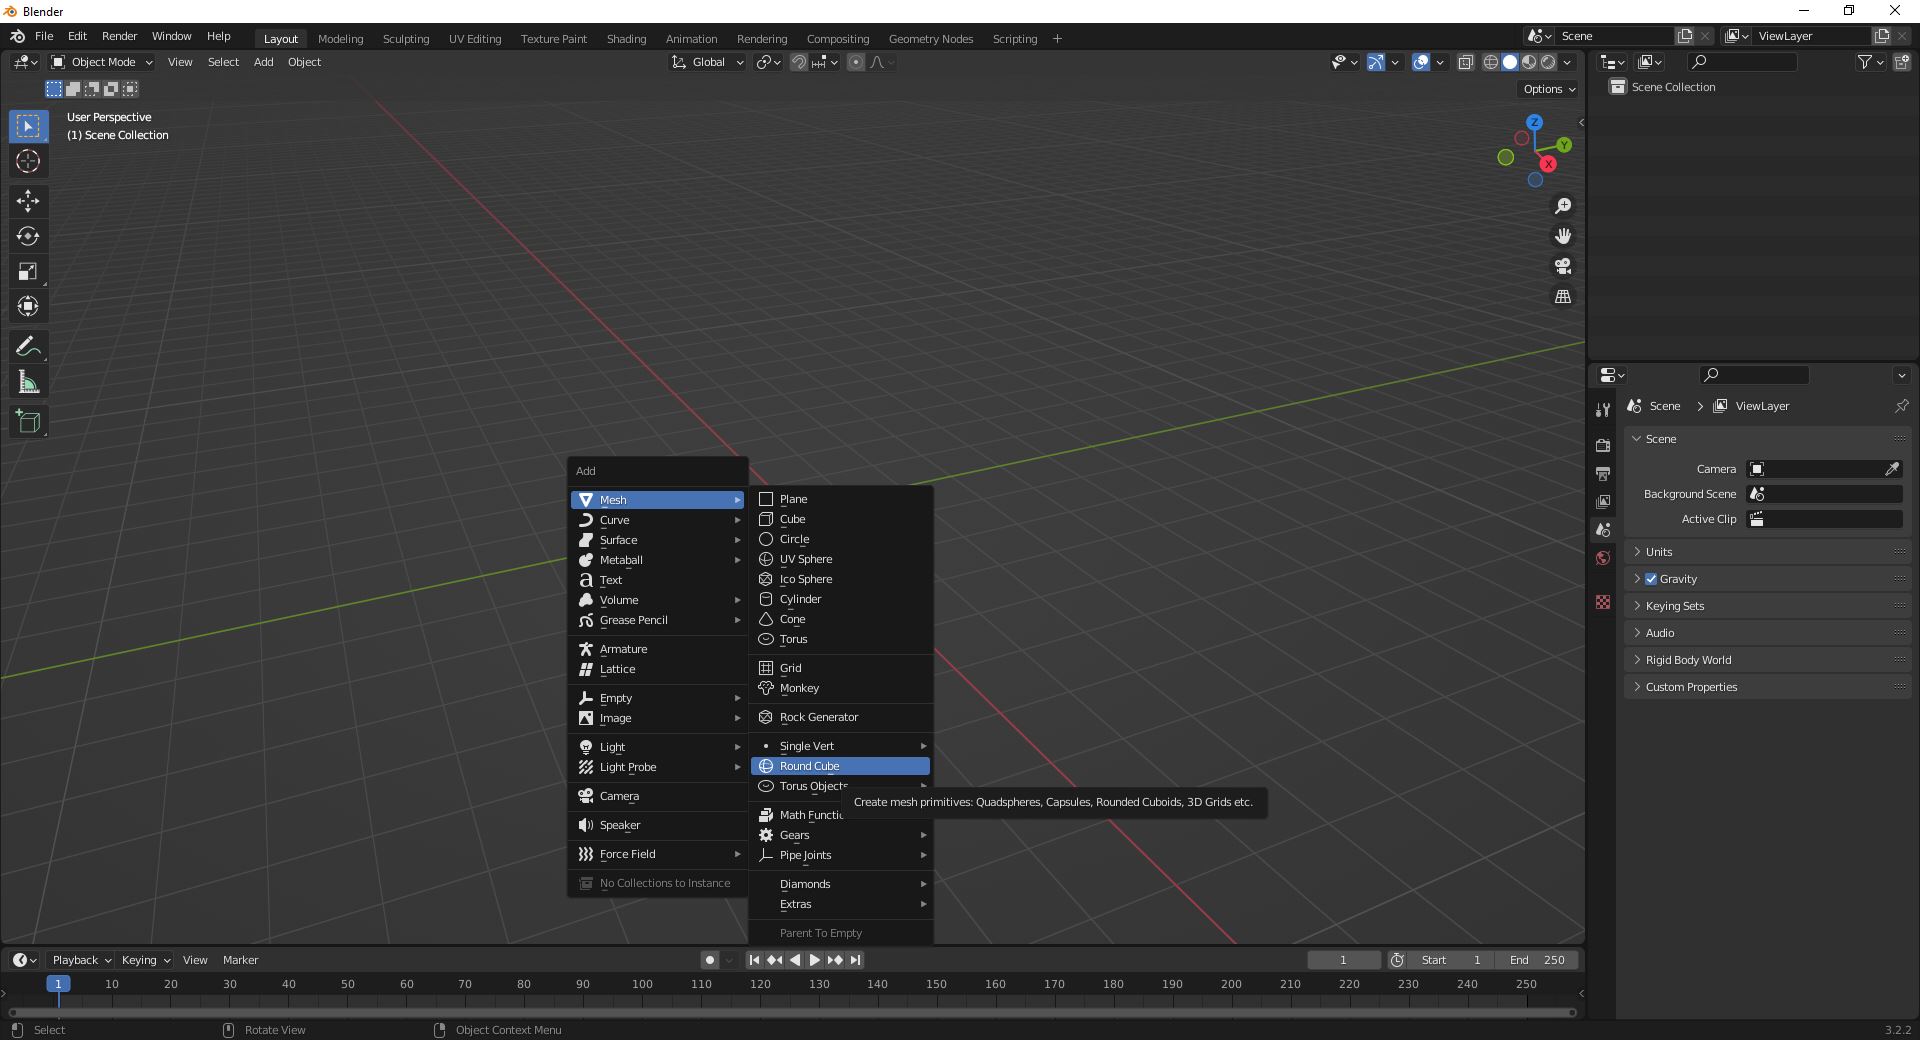 Blender
File Edit Render Window Help Layout Modeling Sculpting UV Editing Texture Paint Shading Animation Rendering Compositing Geometry Nodes Scripting + Scene ViewLayer
Object Mode View Select Add Object Global
Options
User Perspective
(1) Scene Collection
Z
Y
X
Scene Collection
Scene > ViewLayer
Scene
Camera
Background Scene
Active Clip
Units
Gravity
Keying Sets
Audio
Rigid Body World
Custom Properties
Add
Mesh
Curve
Surface
Metaball
Text
Volume
Grease Pencil
Armature
Lattice
Empty
Image
Light
Light Probe
Camera
Speaker
Force Field
No Collections to Instance
Plane
Cube
Circle
UV Sphere
Ico Sphere
Cylinder
Cone
Torus
Grid
Monkey
Rock Generator
Single Vert
Round Cube
Torus Objects
Create mesh primitives: Quadspheres, Capsules, Rounded Cuboids, 3D Grids etc.
Math Functi
Gears
Pipe Joints
Diamonds
Extras
Parent To Empty
Playback Keying View Marker 1 Start 1 End 250
1 10 20 30 40 50 60 70 80 90 100 110 120 130 140 150 160 170 180 190 200 210 220 230 240 250
Select Rotate View Object Context Menu 3.2.2